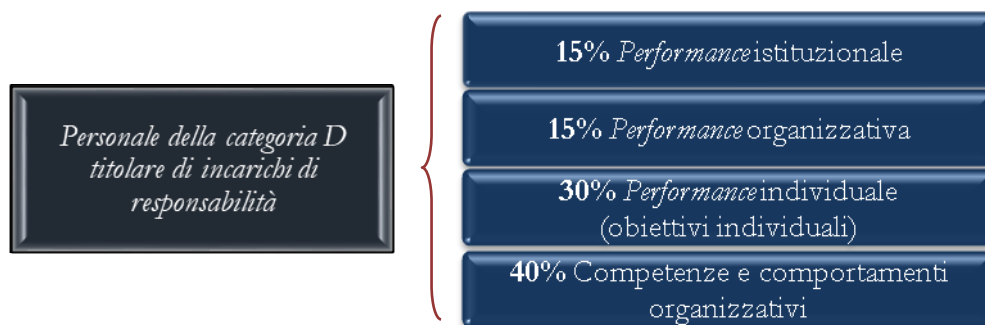 Personale della categoria D
titolare di incarichi di
responsabilità
15% Performance istituzionale
15% Performance organizzativa
30% Performance individuale
(obiettivi individuali)
40% Competenze e comportamenti
organizzativi